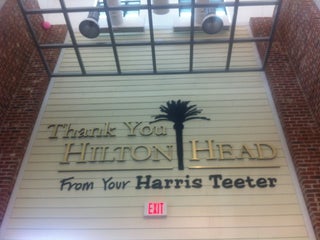 Thank You
HILTON HEAD
From Your Harris Teeter
EXIT